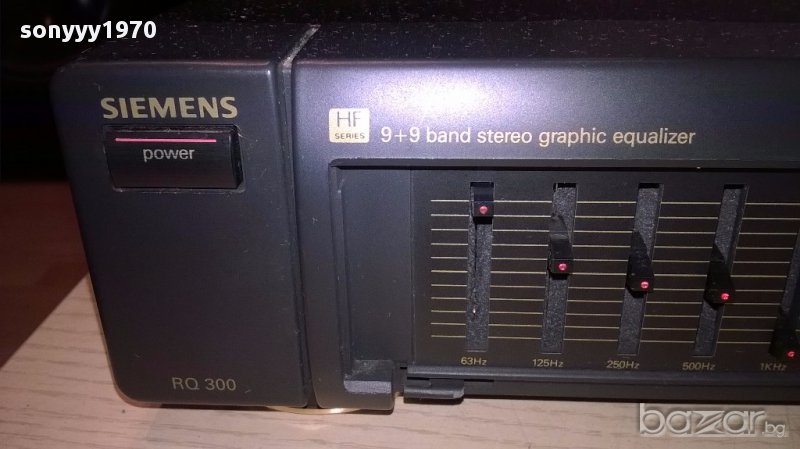 sonyyy1970
SIEMENS
power
HF
SERIES
9+9 band stereo graphic equalizer
63Hz
125Hz
250Hz
500Hz
1KHz
RQ 300
bazar.bg